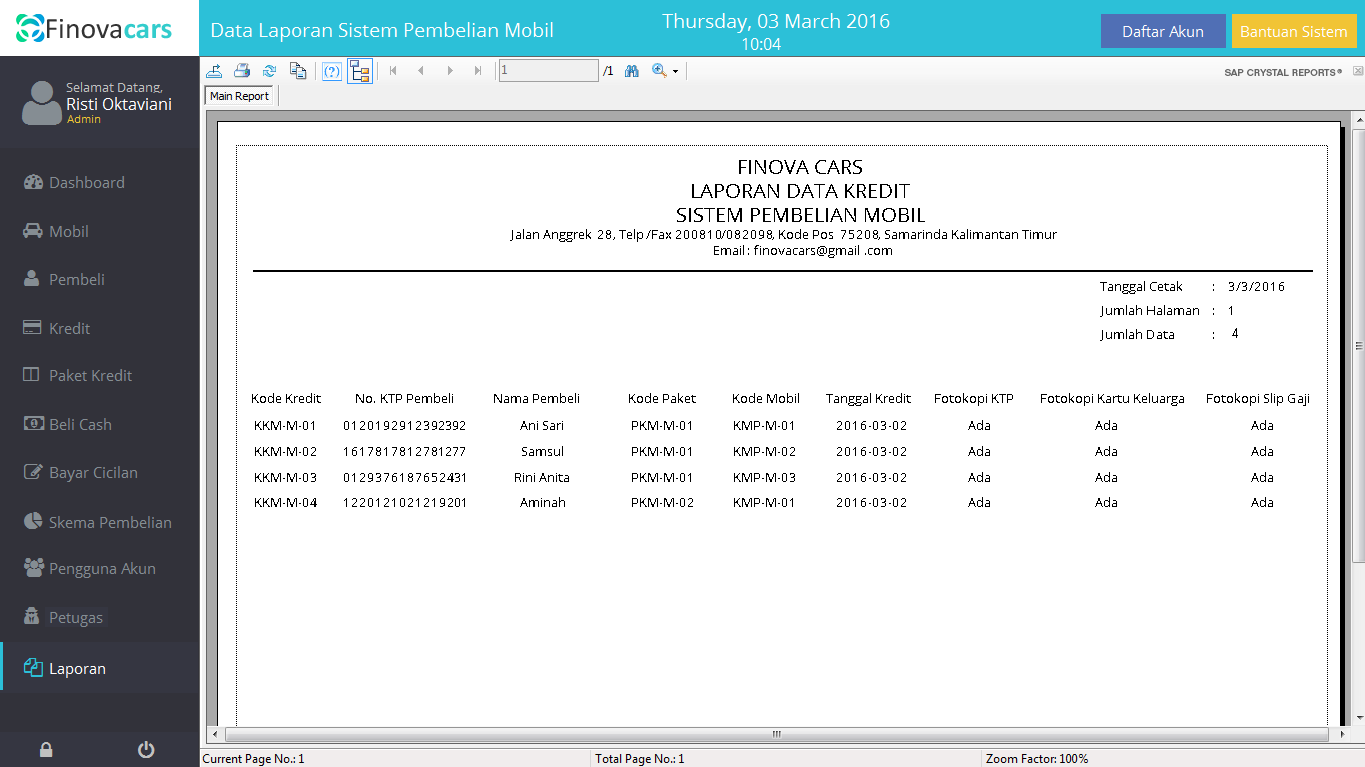 Finovacars
Data Laporan Sistem Pembelian Mobil
Thursday, 03 March 2016
10:04
Daftar Akun
Bantuan Sistem
Selamat Datang,
Risti Oktaviani
Admin
Dashboard
Mobil
Pembeli
Kredit
Paket Kredit
Beli Cash
Bayar Cicilan
Skema Pembelian
Pengguna Akun
Petugas
Laporan
1 /1
SAP CRYSTAL REPORTS®
Main Report
FINOVA CARS
LAPORAN DATA KREDIT
SISTEM PEMBELIAN MOBIL
Jalan Anggrek 28, Telp /Fax 200810/082098, Kode Pos 75208, Samarinda Kalimantan Timur
Email : finovacars@gmail .com
Tanggal Cetak : 3/3/2016
Jumlah Halaman : 1
Jumlah Data : 4
Kode Kredit No. KTP Pembeli Nama Pembeli Kode Paket Kode Mobil Tanggal Kredit Fotokopi KTP Fotokopi Kartu Keluarga Fotokopi Slip Gaji
KKM-M-01 0120192912392392 Ani Sari PKM-M-01 KMP-M-01 2016-03-02 Ada Ada Ada
KKM-M-02 1617817812781277 Samsul PKM-M-01 KMP-M-02 2016-03-02 Ada Ada Ada
KKM-M-03 0129376187652431 Rini Anita PKM-M-01 KMP-M-03 2016-03-02 Ada Ada Ada
KKM-M-04 1220121021219201 Aminah PKM-M-02 KMP-M-01 2016-03-02 Ada Ada Ada
Current Page No.: 1 Total Page No.: 1 Zoom Factor: 100%